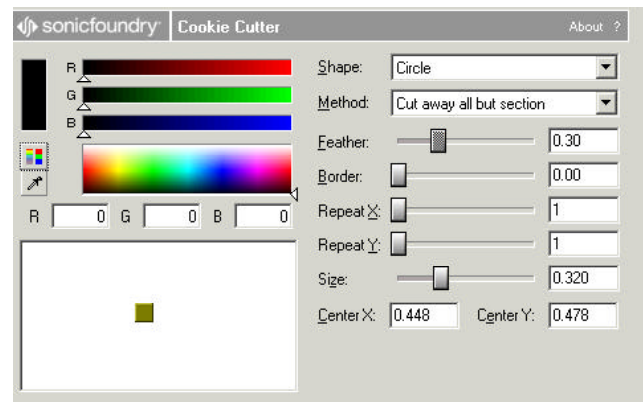 sonicfoundry Cookie Cutter About ?
R
G
B
R 0 G 0 B 0
Shape: Circle
Method: Cut away all but section
Feather: 0.30
Border: 0.00
Repeat X: 1
Repeat Y: 1
Size: 0.320
Center X: 0.448 Center Y: 0.478